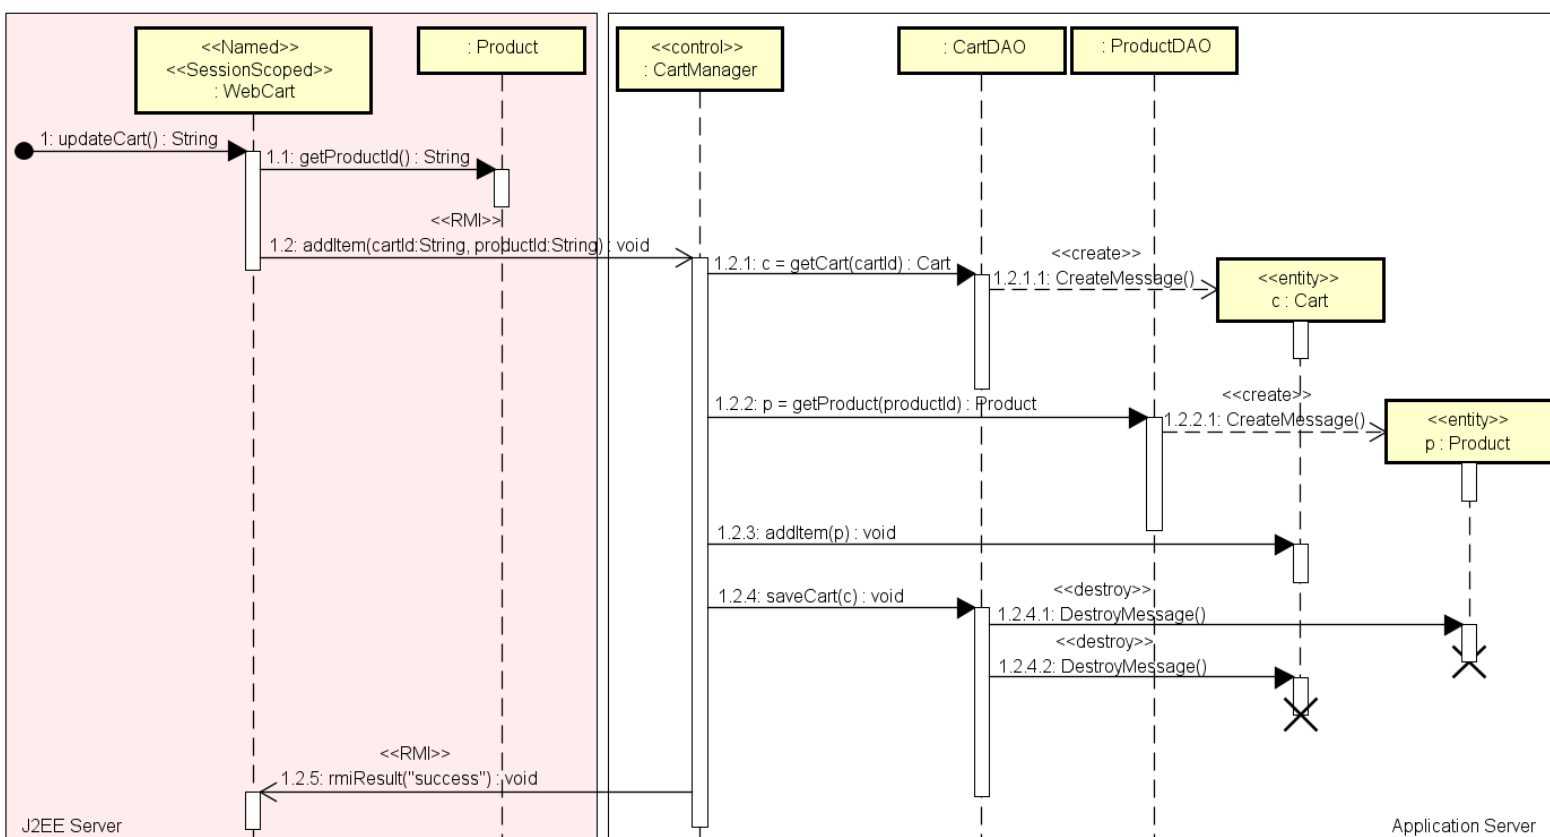 <<Named>>
<<SessionScoped>>
: WebCart
: Product
<<control>>
: CartManager
: CartDAO
: ProductDAO
1: updateCart() : String
1.1: getProductId() : String
<<RMI>>
1.2: addItem(cartId:String, productId:String) : void
1.2.1: c = getCart(cartId) : Cart
<<create>>
1.2.1.1: CreateMessage()
<<entity>>
c : Cart
1.2.2: p = getProduct(productId) : Product
<<create>>
1.2.2.1: CreateMessage()
<<entity>>
p : Product
1.2.3: addItem(p) : void
1.2.4: saveCart(c) : void
<<destroy>>
1.2.4.1: DestroyMessage()
<<destroy>>
1.2.4.2: DestroyMessage()
<<RMI>>
1.2.5: rmiResult("success") : void
J2EE Server
Application Server